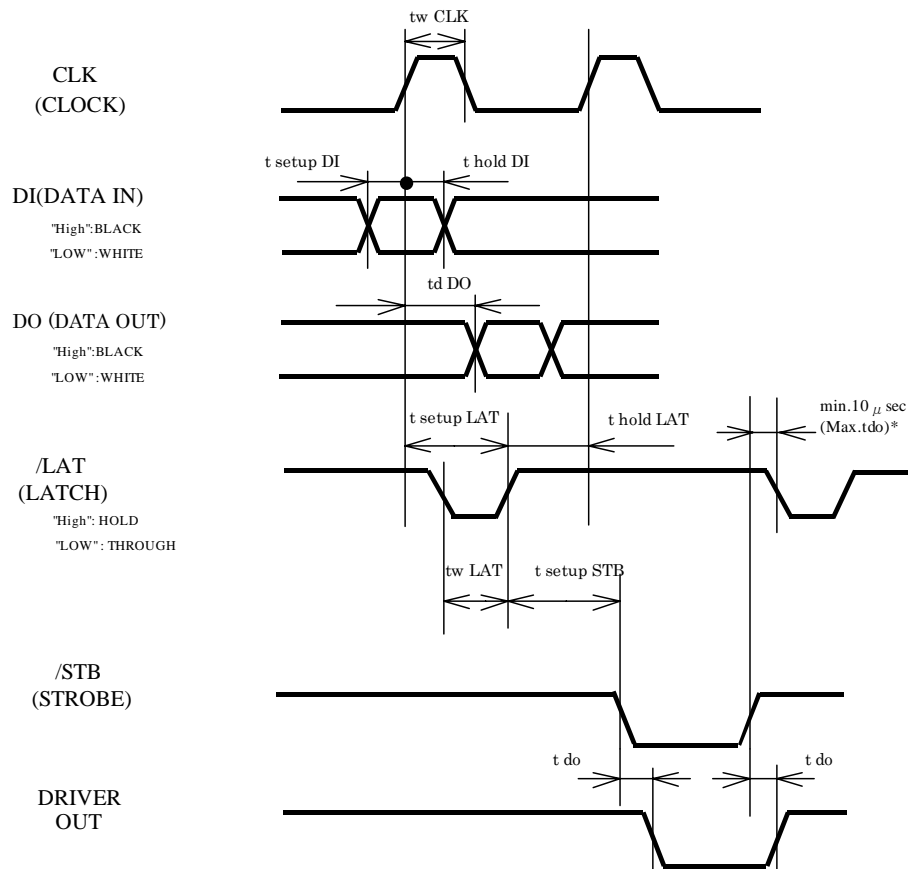 tw CLK
CLK
(CLOCK)
t setup DI
t hold DI
DI(DATA IN)
"High":BLACK
"LOW" :WHITE
td DO
DO (DATA OUT)
"High":BLACK
"LOW" :WHITE
min.10 μ sec
(Max.tdo)*
t setup LAT
t hold LAT
/LAT
(LATCH)
"High": HOLD
"LOW" : THROUGH
tw LAT
t setup STB
/STB
(STROBE)
t do
t do
DRIVER
OUT